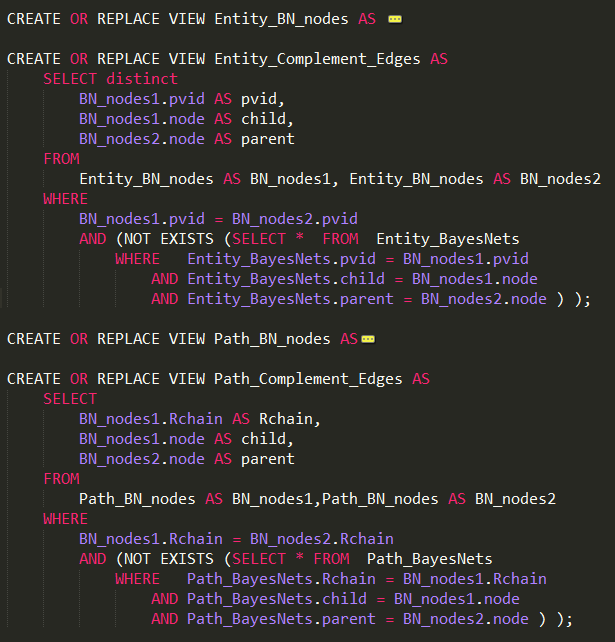 CREATE OR REPLACE VIEW Entity_BN_nodes AS
CREATE OR REPLACE VIEW Entity_Complement_Edges AS
SELECT distinct
BN_nodes1.pvid AS pvid,
BN_nodes1.node AS child,
BN_nodes2.node AS parent
FROM
Entity_BN_nodes AS BN_nodes1, Entity_BN_nodes AS BN_nodes2
WHERE
BN_nodes1.pvid = BN_nodes2.pvid
AND (NOT EXISTS (SELECT *  FROM  Entity_BayesNets
WHERE   Entity_BayesNets.pvid = BN_nodes1.pvid
AND Entity_BayesNets.child = BN_nodes1.node
AND Entity_BayesNets.parent = BN_nodes2.node ) );
CREATE OR REPLACE VIEW Path_BN_nodes AS
CREATE OR REPLACE VIEW Path_Complement_Edges AS
SELECT
BN_nodes1.Rchain AS Rchain,
BN_nodes1.node AS child,
BN_nodes2.node AS parent
FROM
Path_BN_nodes AS BN_nodes1,Path_BN_nodes AS BN_nodes2
WHERE
BN_nodes1.Rchain = BN_nodes2.Rchain
AND (NOT EXISTS (SELECT * FROM  Path_BayesNets
WHERE   Path_BayesNets.Rchain = BN_nodes1.Rchain
AND Path_BayesNets.child = BN_nodes1.node
AND Path_BayesNets.parent = BN_nodes2.node ) );